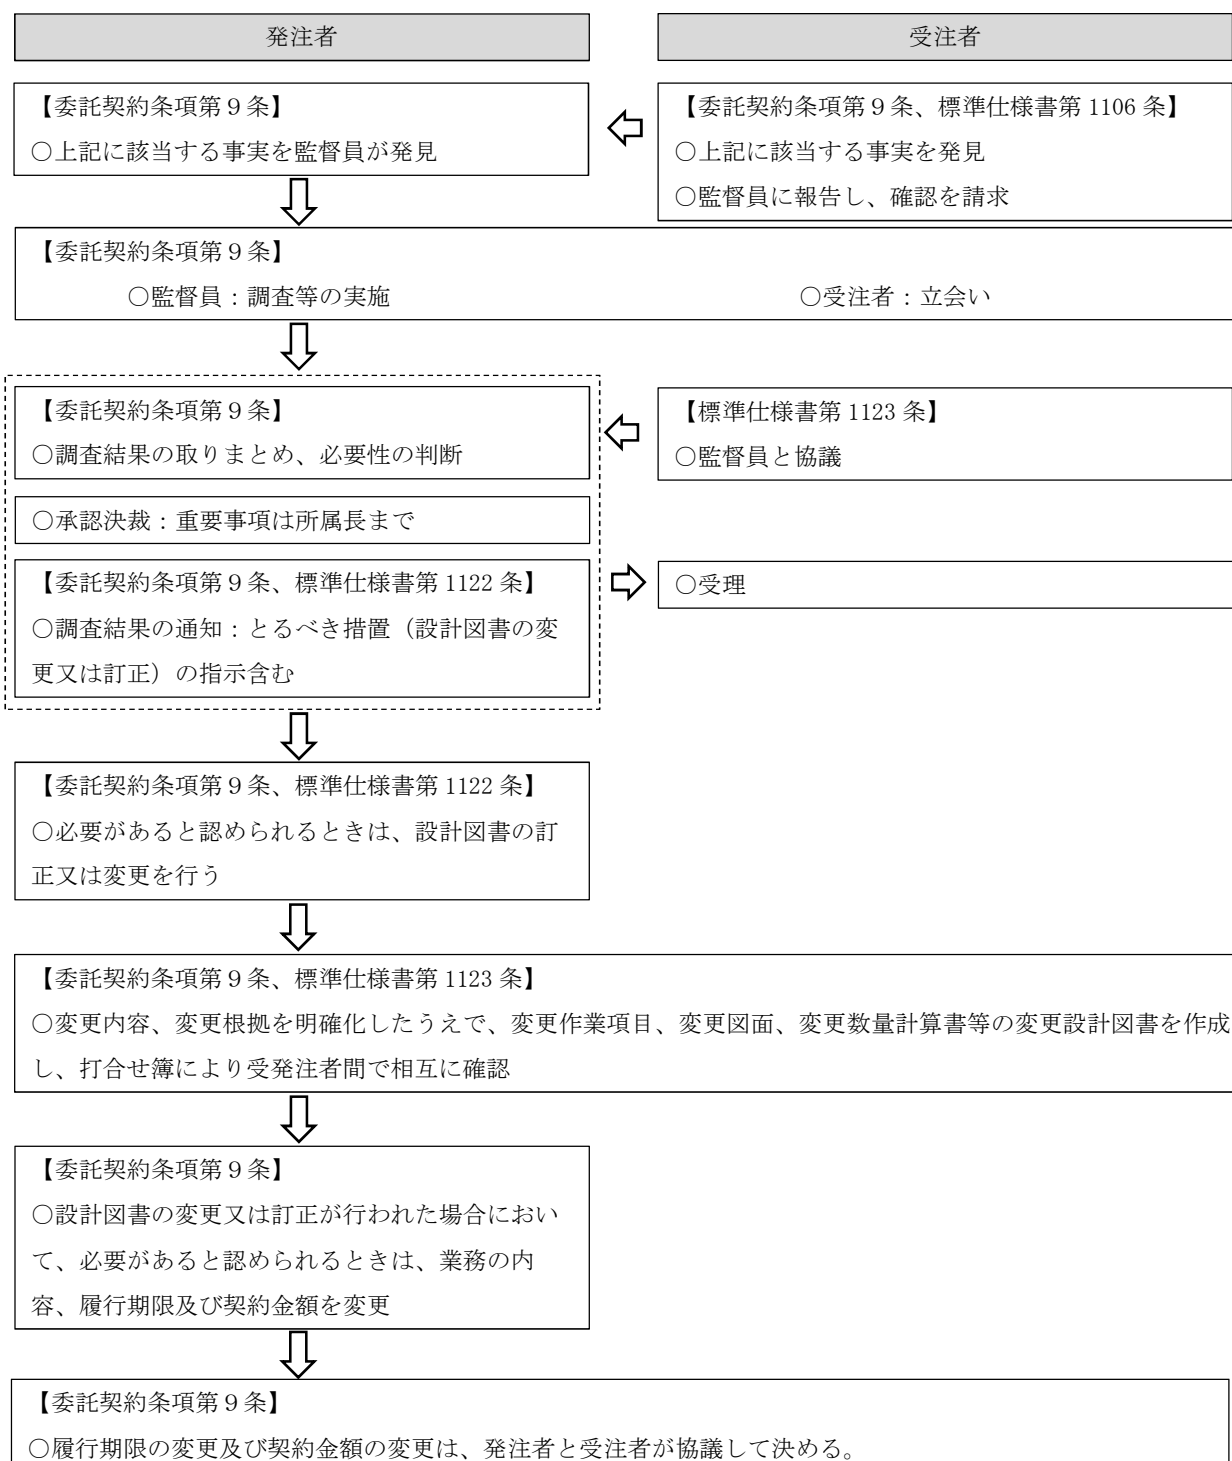 発注者
受注者
【委託契約条項第９条】
○上記に該当する事実を監督員が発見
【委託契約条項第９条、標準仕様書第 1106 条】
○上記に該当する事実を発見
○監督員に報告し、確認を請求
【委託契約条項第９条】
○監督員：調査等の実施
○受注者：立会い
【委託契約条項第９条】
○調査結果の取りまとめ、必要性の判断
【標準仕様書第 1123 条】
○監督員と協議
○承認決裁：重要事項は所属長まで
【委託契約条項第９条、標準仕様書第 1122 条】
○調査結果の通知：とるべき措置（設計図書の変
更又は訂正）の指示含む
○受理
【委託契約条項第９条、標準仕様書第 1122 条】
○必要があると認められるときは、設計図書の訂
正又は変更を行う
【委託契約条項第９条、標準仕様書第 1123 条】
○変更内容、変更根拠を明確化したうえで、変更作業項目、変更図面、変更数量計算書等の変更設計図書を作成
し、打合せ簿により受発注者間で相互に確認
【委託契約条項第９条】
○設計図書の変更又は訂正が行われた場合におい
て、必要があると認められるときは、業務の内
容、履行期限及び契約金額を変更
【委託契約条項第９条】
○履行期限の変更及び契約金額の変更は、発注者と受注者が協議して決める。